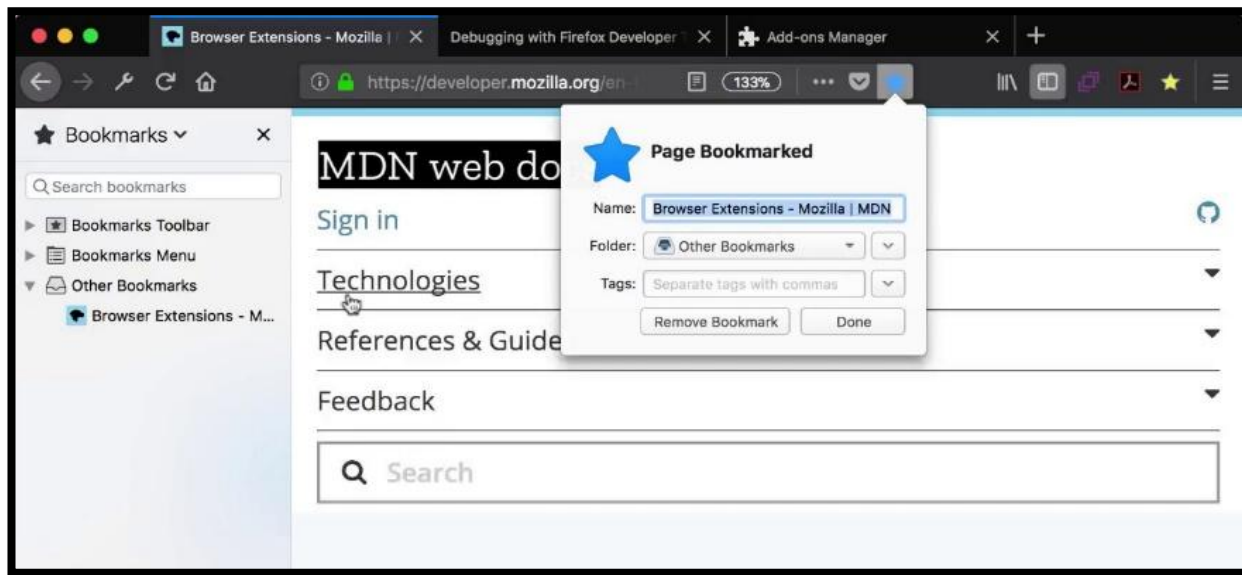 Browser Extensions - Mozilla |
Debugging with Firefox Developer
Add-ons Manager
https://developer.mozilla.org/en-
133%
Bookmarks
Search bookmarks
Bookmarks Toolbar
Bookmarks Menu
Other Bookmarks
Browser Extensions - M...
MDN web do
Sign in
Technologies
References & Guide
Feedback
Search
Page Bookmarked
Name: Browser Extensions - Mozilla | MDN
Folder: Other Bookmarks
Tags: Separate tags with commas
Remove Bookmark Done